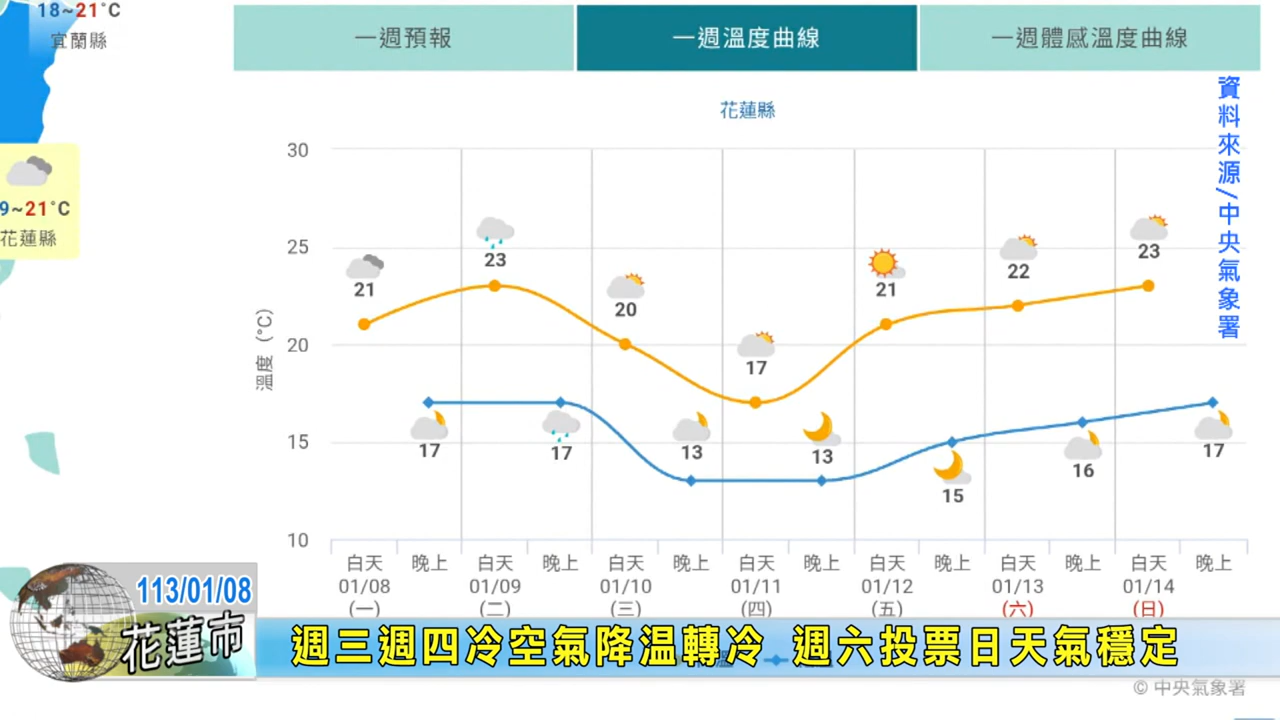 18~21°C
宜蘭縣
一週預報
一週溫度曲線
一週體感溫度曲線
花蓮縣
資料來源/中央氣象署
9~21°C
花蓮縣
溫度 (°C)
30
25
20
15
10
21
23
20
17
21
22
23
17
17
13
13
15
16
17
白天 晚上 白天 晚上 白天 晚上 白天 晚上 白天 晚上 白天 晚上 白天 晚上
01/08 01/09 01/10 01/11 01/12 01/13 01/14
(一) (二) (三) (四) (五) (六) (日)
113/01/08
花蓮市
週三週四冷空氣降温轉冷 週六投票日天氣穩定
© 中央氣象署